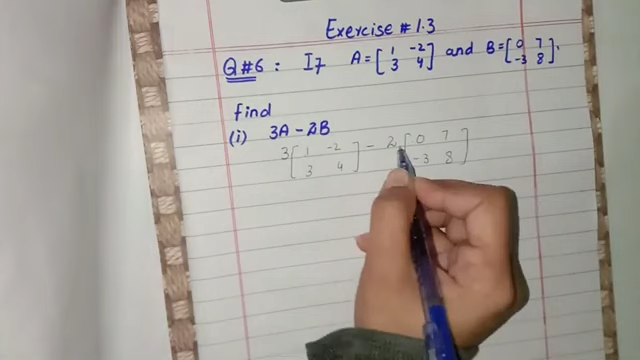 Exercise # 1.3
Q#6 : If A = [1 -2 3 4] and B = [0 7 -3 8].
find
(i) 3A - 2B
3[1 -2 3 4] - 2[0 7 -3 8]